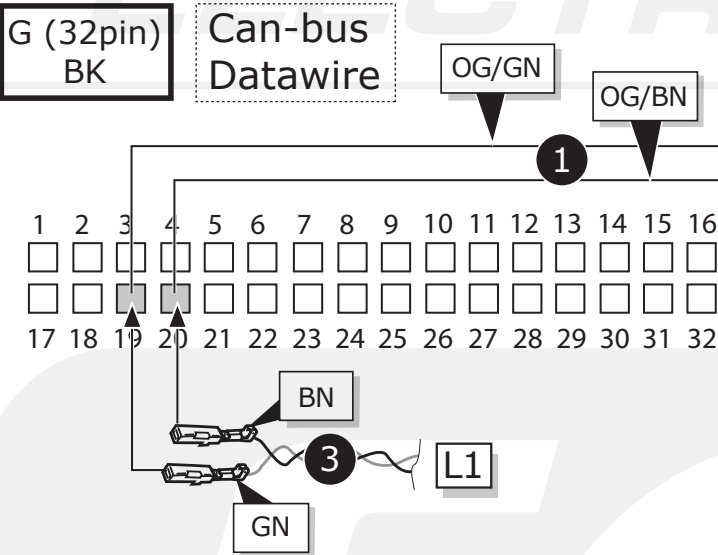 G (32pin)
BK
Can-bus
Datawire
OG/GN
OG/BN
1
1 2 3 4 5 6 7 8 9 10 11 12 13 14 15 16
17 18 19 20 21 22 23 24 25 26 27 28 29 30 31 32
BN
3
L1
GN